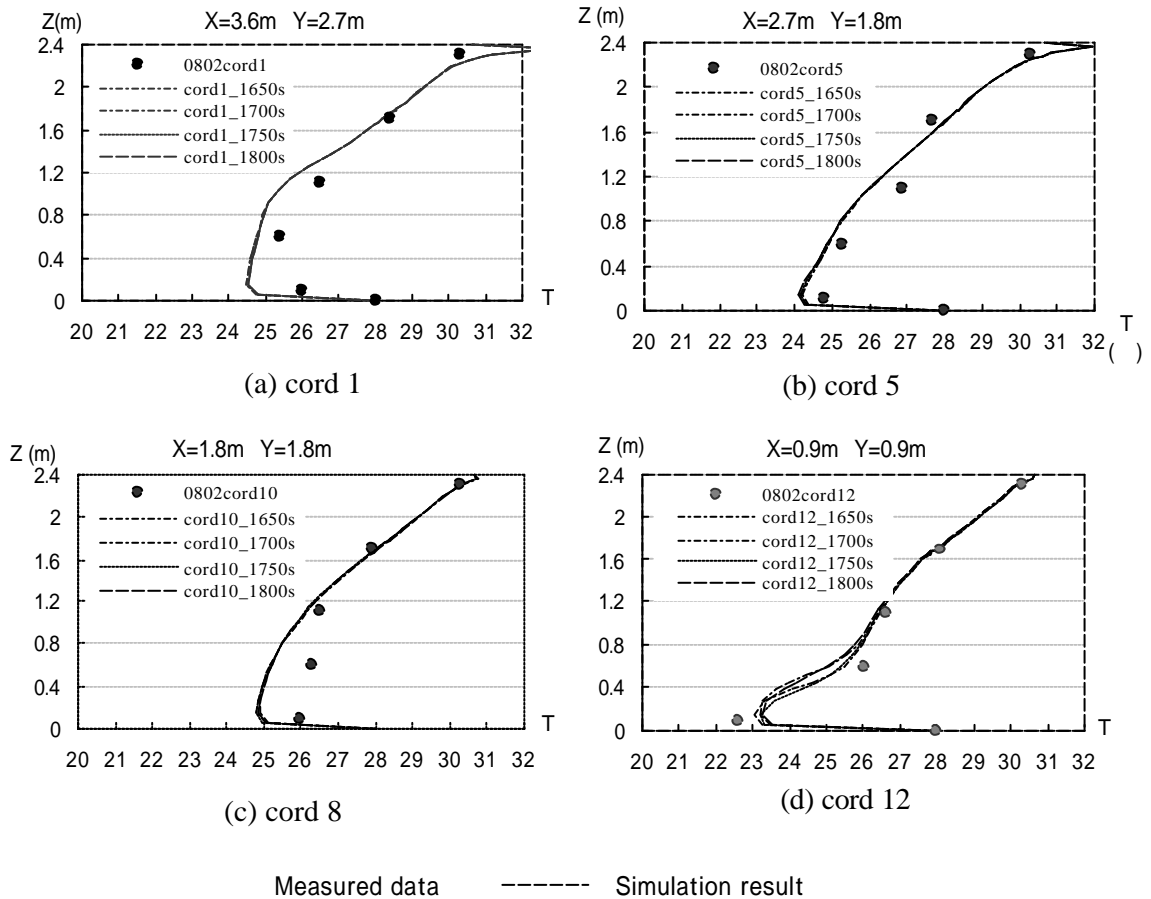 Z(m) X=3.6m Y=2.7m
2.4
2
1.6
1.2
0.8
0.4
0
0802cord1
cord1_1650s
cord1_1700s
cord1_1750s
cord1_1800s
T
20 21 22 23 24 25 26 27 28 29 30 31 32
(a) cord 1
Z (m) X=2.7m Y=1.8m
2.4
2
1.6
1.2
0.8
0.4
0
0802cord5
cord5_1650s
cord5_1700s
cord5_1750s
cord5_1800s
T
20 21 22 23 24 25 26 27 28 29 30 31 32 ( )
(b) cord 5
Z (m) X=1.8m Y=1.8m
2.4
2
1.6
1.2
0.8
0.4
0
0802cord10
cord10_1650s
cord10_1700s
cord10_1750s
cord10_1800s
T
20 21 22 23 24 25 26 27 28 29 30 31 32
(c) cord 8
Z (m) X=0.9m Y=0.9m
2.4
2
1.6
1.2
0.8
0.4
0
0802cord12
cord12_1650s
cord12_1700s
cord12_1750s
cord12_1800s
T
20 21 22 23 24 25 26 27 28 29 30 31 32
(d) cord 12
Measured data Simulation result